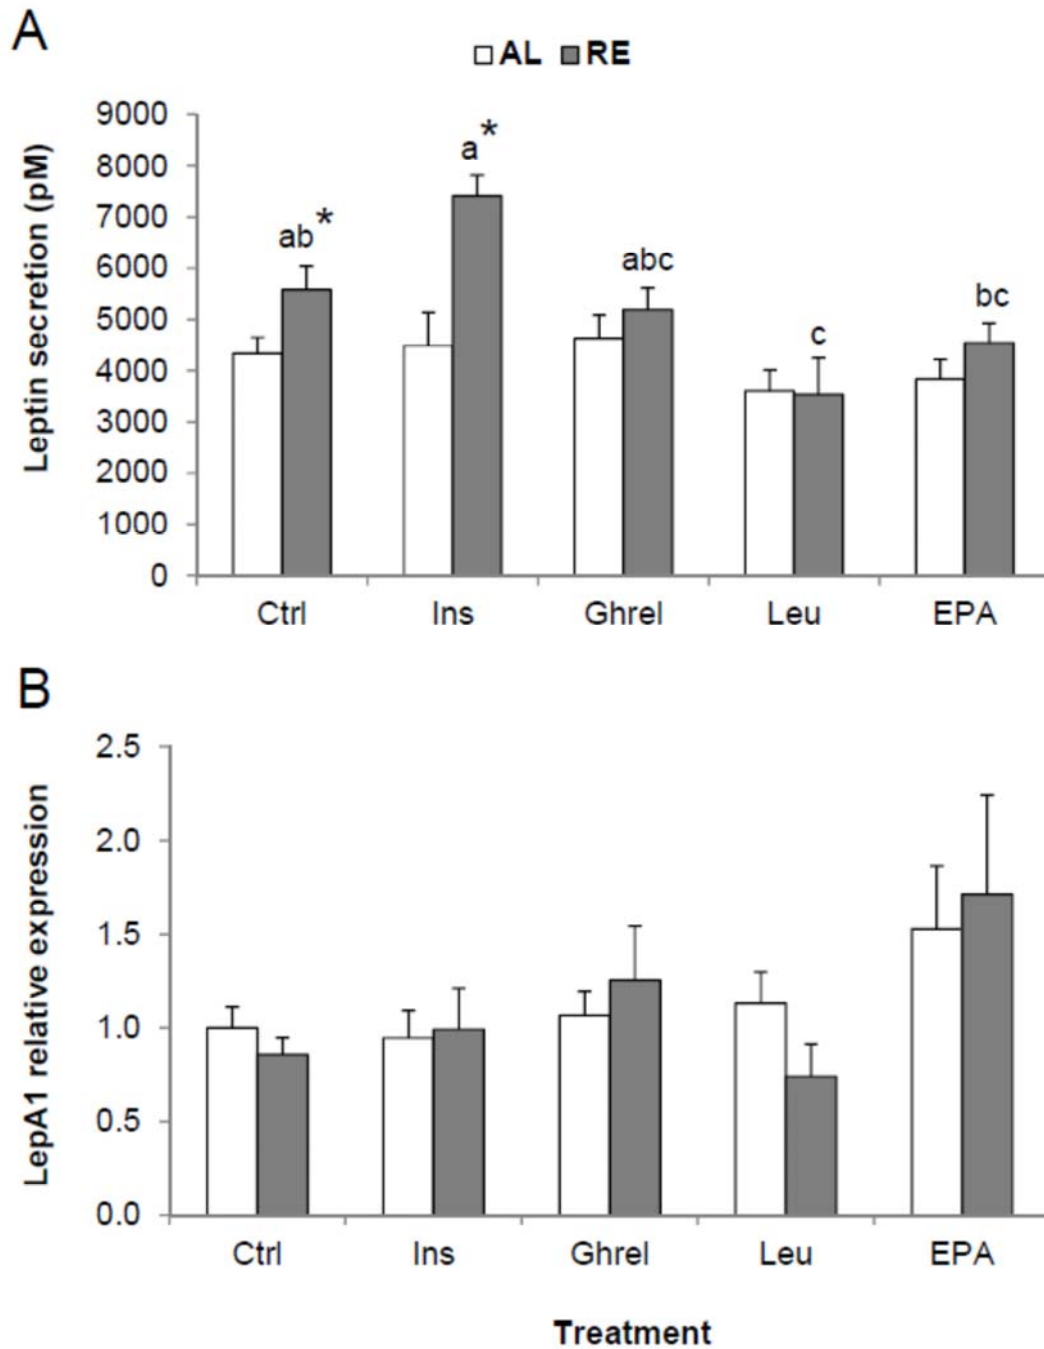 A
AL RE
Leptin secretion (pM)
9000
8000
7000
6000
5000
4000
3000
2000
1000
0
ab*
a*
abc
c
bc
Ctrl Ins Ghrel Leu EPA
B
LepA1 relative expression
2.5
2.0
1.5
1.0
0.5
0.0
Ctrl Ins Ghrel Leu EPA
Treatment